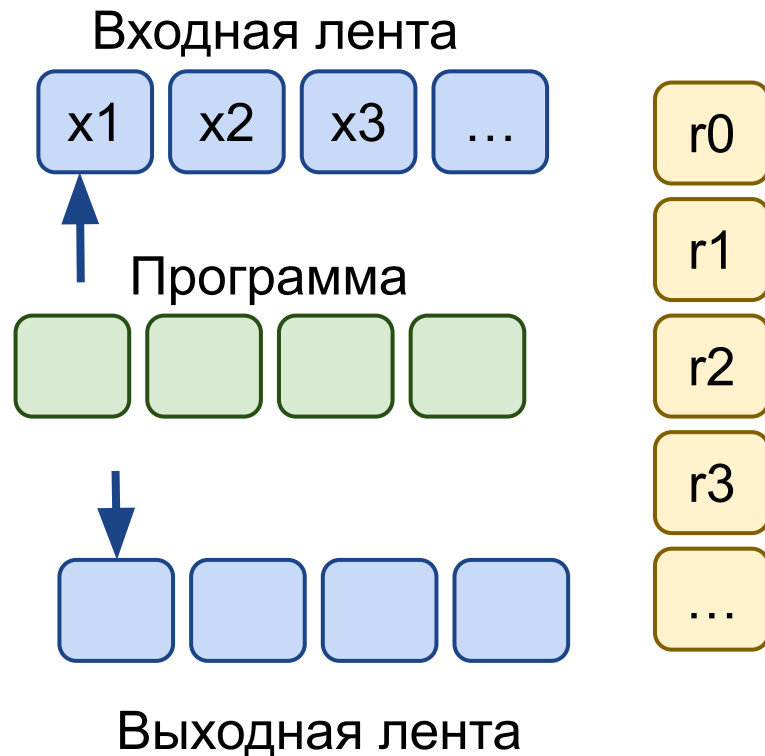 Входная лента
x1 x2 x3 …
Программа
Выходная лента
r0
r1
r2
r3
…